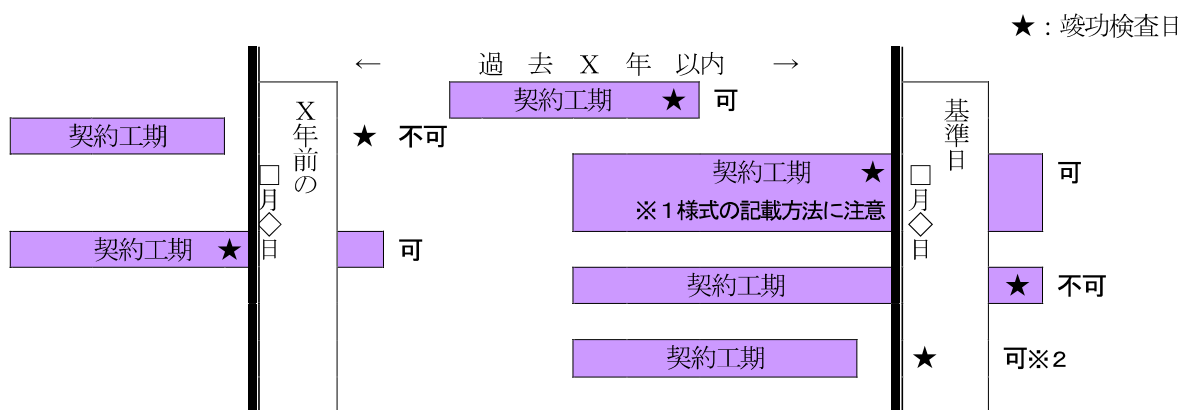 ★：竣功検査日
← 過 去 Ｘ 年 以内 →
契約工期 ★ 可
契約工期 ★ 不可
契約工期 ★ 可
※１様式の記載方法に注意
契約工期 ★ 可
契約工期 ★ 不可
契約工期 ★ 可※２
Ｘ年前の
□月◇日
基準日
□月◇日